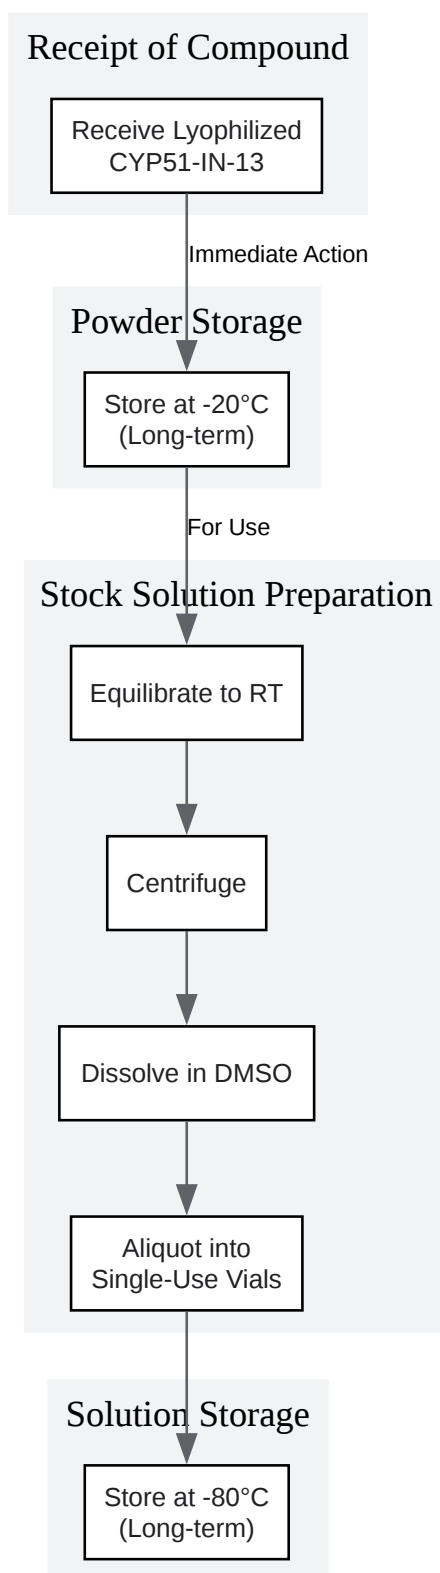 Receipt of Compound
Receive Lyophilized
CYP51-IN-13
Immediate Action
Powder Storage
Store at -20°C
(Long-term)
For Use
Stock Solution Preparation
Equilibrate to RT
Centrifuge
Dissolve in DMSO
Aliquot into
Single-Use Vials
Solution Storage
Store at -80°C
(Long-term)